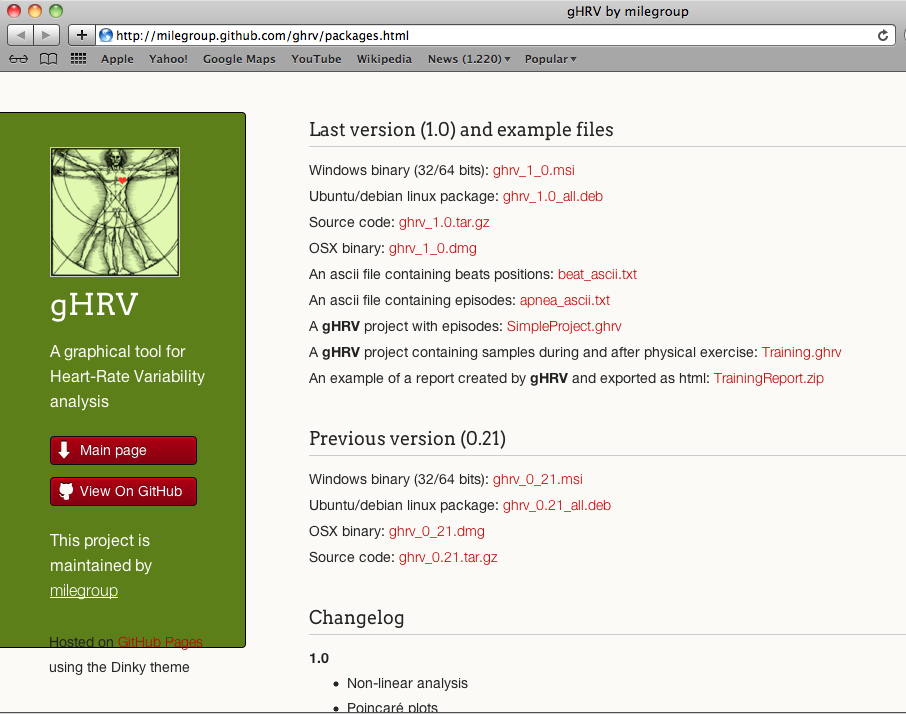 gHRV by milegroup
http://milegroup.github.com/ghrv/packages.html
Apple Yahoo! Google Maps YouTube Wikipedia News (1.220)▾ Popular▾
gHRV
A graphical tool for
Heart-Rate Variability
analysis
Main page
View On GitHub
This project is
maintained by
milegroup
Hosted on GitHub Pages
using the Dinky theme
Last version (1.0) and example files
Windows binary (32/64 bits): ghrv_1_0.msi
Ubuntu/debian linux package: ghrv_1.0_all.deb
Source code: ghrv_1.0.tar.gz
OSX binary: ghrv_1_0.dmg
An ascii file containing beats positions: beat_ascii.txt
An ascii file containing episodes: apnea_ascii.txt
A gHRV project with episodes: SimpleProject.ghrv
A gHRV project containing samples during and after physical exercise: Training.ghrv
An example of a report created by gHRV and exported as html: TrainingReport.zip
Previous version (0.21)
Windows binary (32/64 bits): ghrv_0_21.msi
Ubuntu/debian linux package: ghrv_0.21_all.deb
OSX binary: ghrv_0_21.dmg
Source code: ghrv_0.21.tar.gz
Changelog
1.0
• Non-linear analysis
• Poincaré plots